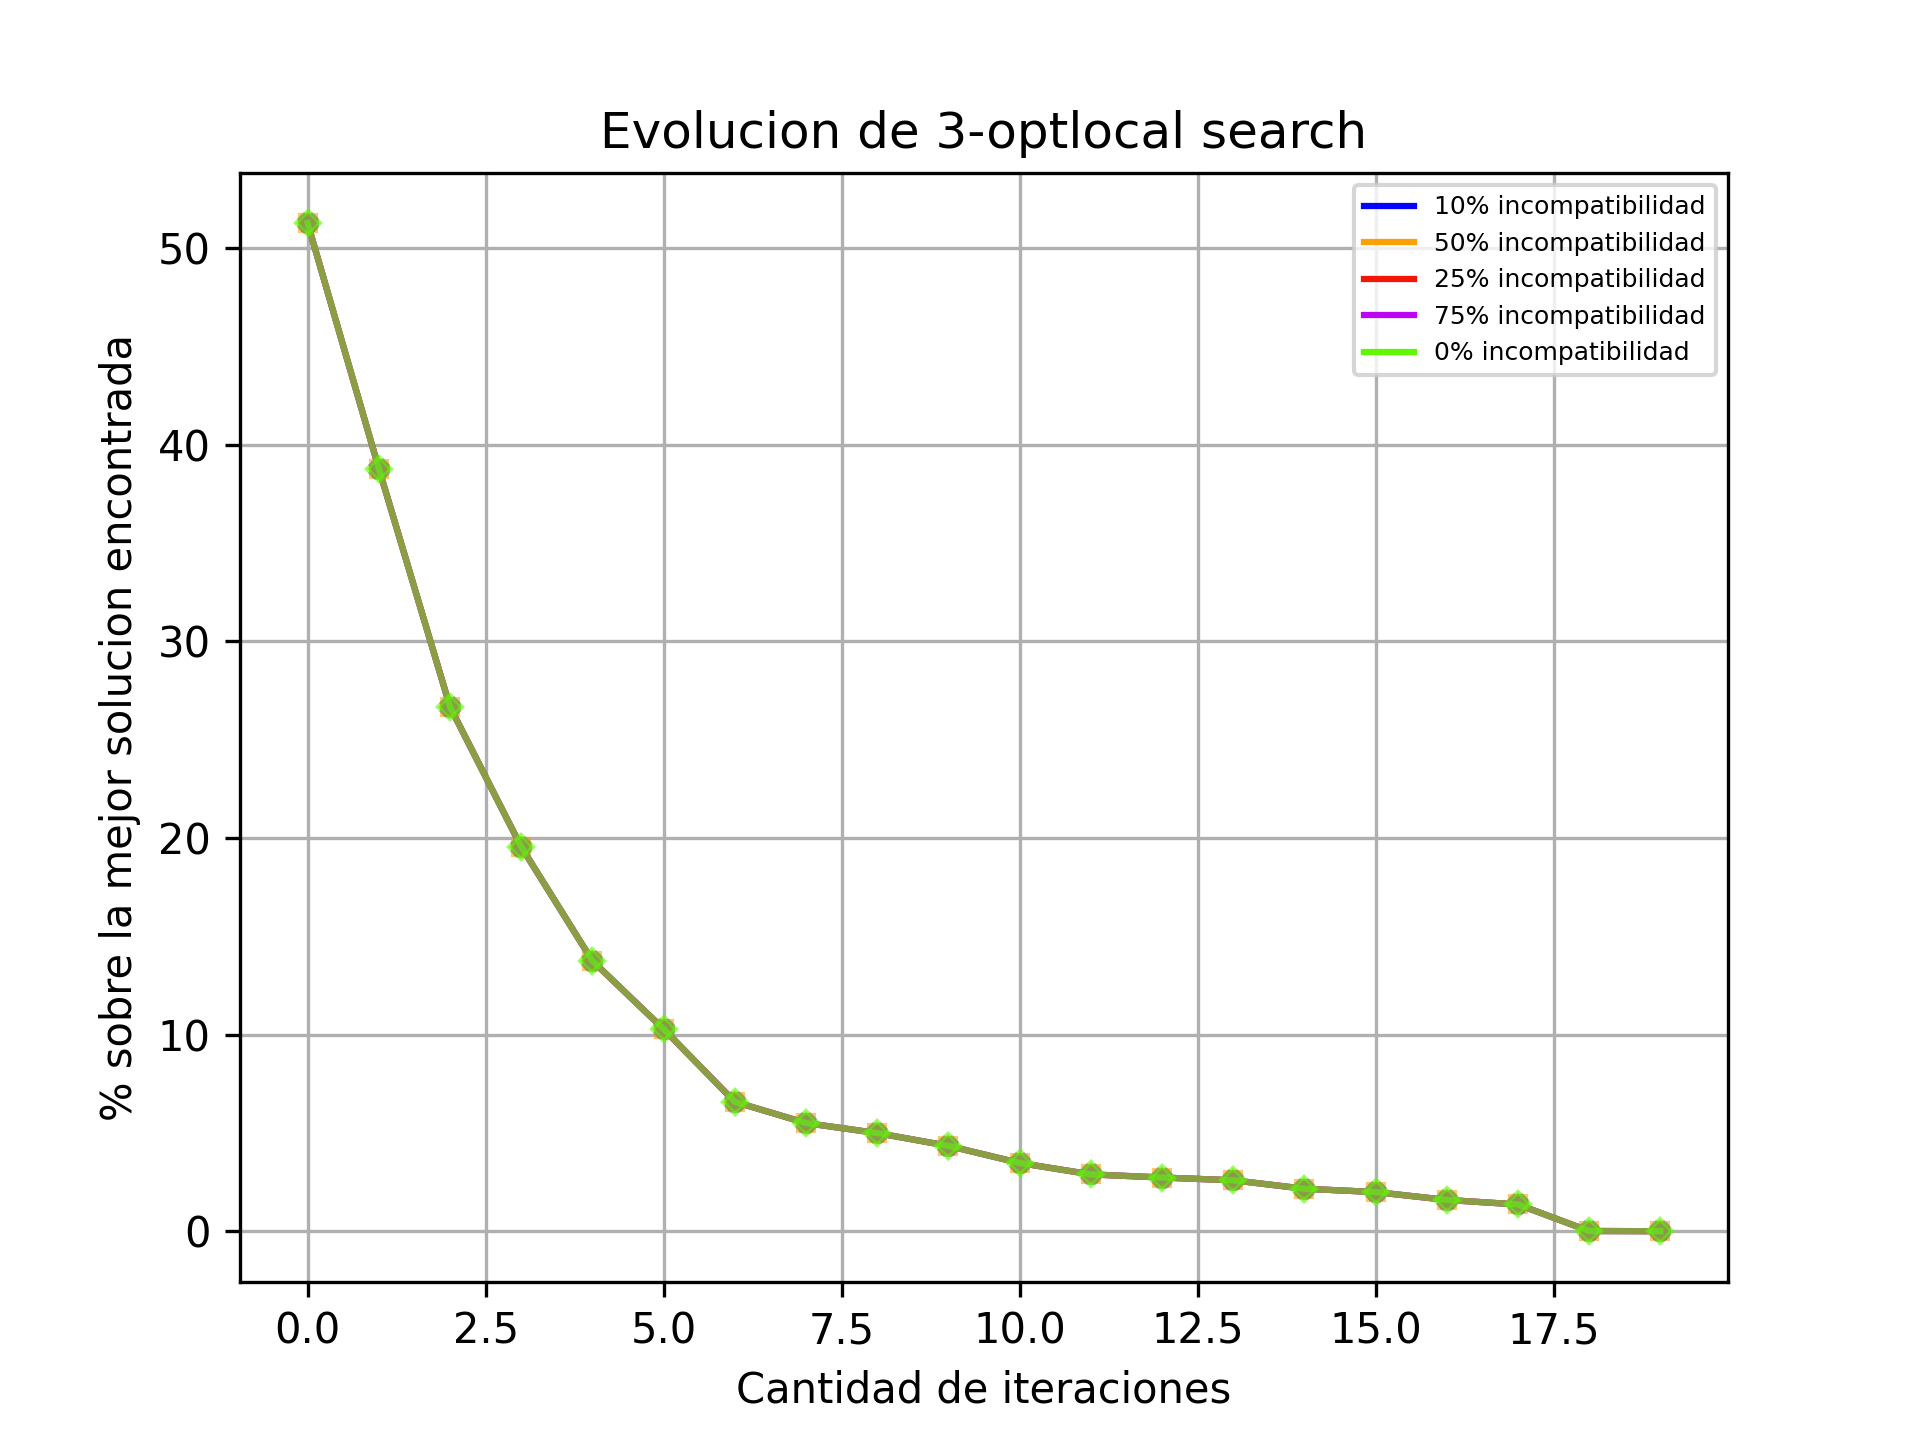 Evolucion de 3-optlocal search
10% incompatibilidad
50% incompatibilidad
25% incompatibilidad
75% incompatibilidad
0% incompatibilidad
% sobre la mejor solucion encontrada
50
40
30
20
10
0
0.0 2.5 5.0 7.5 10.0 12.5 15.0 17.5
Cantidad de iteraciones